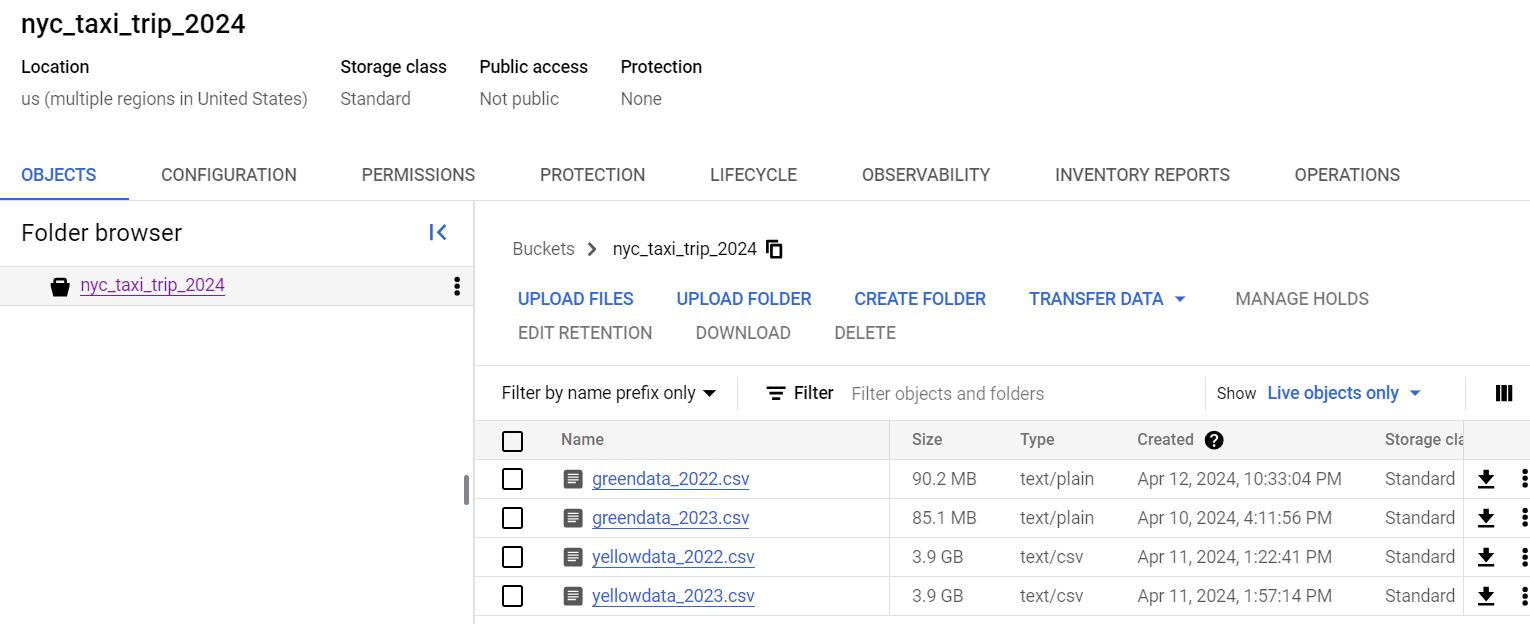 nyc_taxi_trip_2024
Location Storage class Public access Protection
us (multiple regions in United States) Standard Not public None
OBJECTS CONFIGURATION PERMISSIONS PROTECTION LIFECYCLE OBSERVABILITY INVENTORY REPORTS OPERATIONS
Folder browser
nyc_taxi_trip_2024
Buckets > nyc_taxi_trip_2024
UPLOAD FILES UPLOAD FOLDER CREATE FOLDER TRANSFER DATA MANAGE HOLDS
EDIT RETENTION DOWNLOAD DELETE
Filter by name prefix only Filter Filter objects and folders Show Live objects only
Name Size Type Created ? Storage cla
greendata_2022.csv 90.2 MB text/plain Apr 12, 2024, 10:33:04 PM Standard
greendata_2023.csv 85.1 MB text/plain Apr 10, 2024, 4:11:56 PM Standard
yellowdata_2022.csv 3.9 GB text/csv Apr 11, 2024, 1:22:41 PM Standard
yellowdata_2023.csv 3.9 GB text/csv Apr 11, 2024, 1:57:14 PM Standard